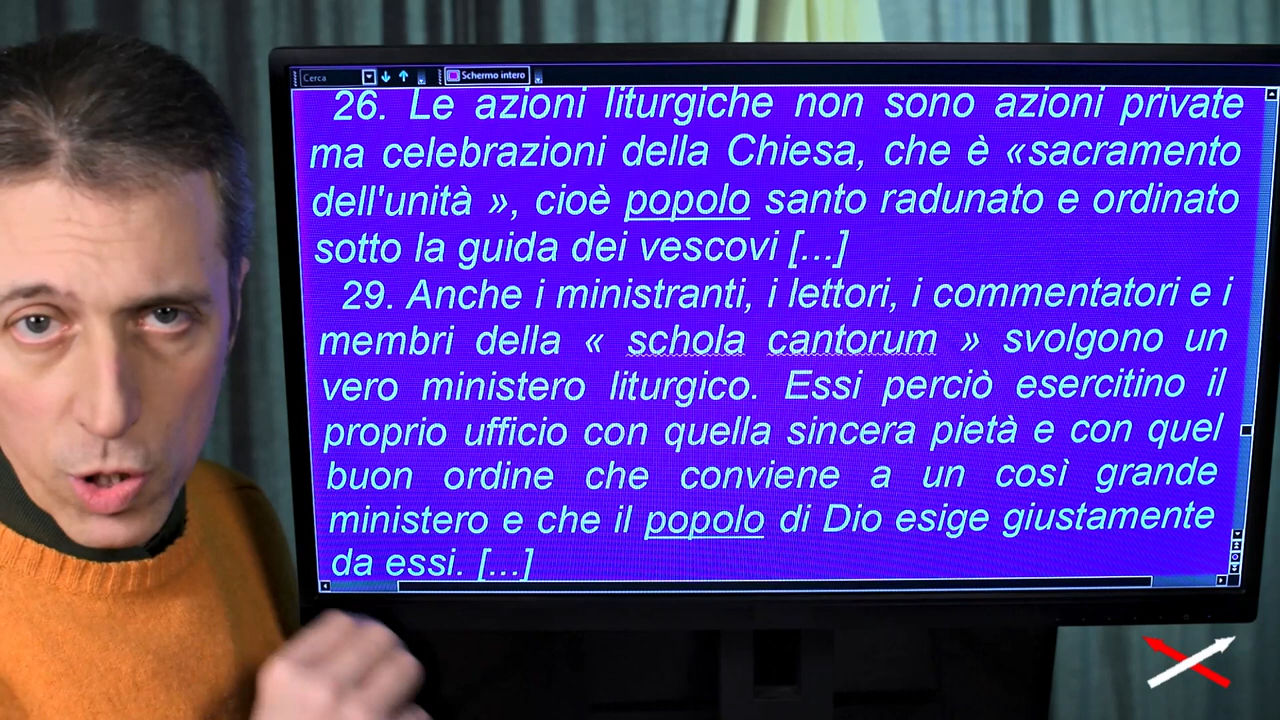 Cerca
Schermo intero
26. Le azioni liturgiche non sono azioni private
ma celebrazioni della Chiesa, che è «sacramento
dell'unità », cioè popolo santo radunato e ordinato
sotto la guida dei vescovi [...]
29. Anche i ministranti, i lettori, i commentatori e i
membri della « schola cantorum » svolgono un
vero ministero liturgico. Essi perciò esercitino il
proprio ufficio con quella sincera pietà e con quel
buon ordine che conviene a un così grande
ministero e che il popolo di Dio esige giustamente
da essi. [...]